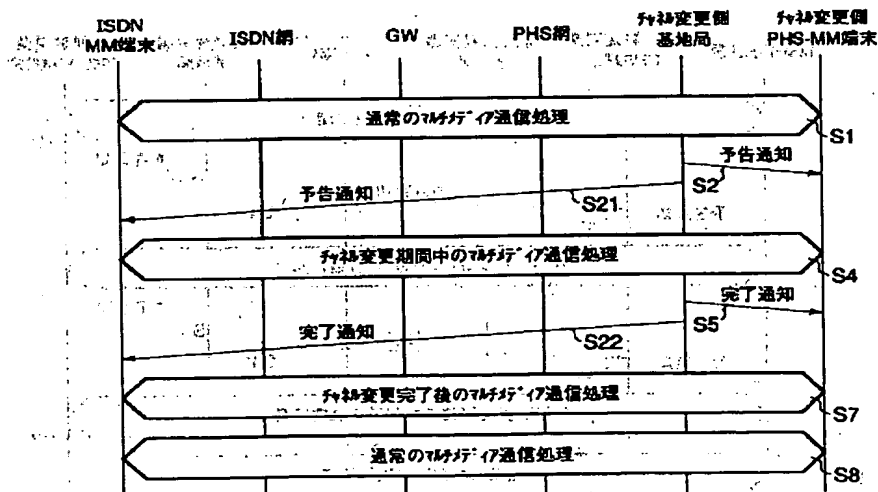 ISDN
MM端末
ISDN網
GW
PHS網
ﾁｬﾈﾙ変更側
基地局
ﾁｬﾈﾙ変更側
PHS-MM端末
通常のﾏﾙﾁﾒﾃﾞｨｱ通信処理
S1
予告通知
S2
予告通知
S21
ﾁｬﾈﾙ変更期間中のﾏﾙﾁﾒﾃﾞｨｱ通信処理
S4
完了通知
S5
完了通知
S22
ﾁｬﾈﾙ変更完了後のﾏﾙﾁﾒﾃﾞｨｱ通信処理
S7
通常のﾏﾙﾁﾒﾃﾞｨｱ通信処理
S8